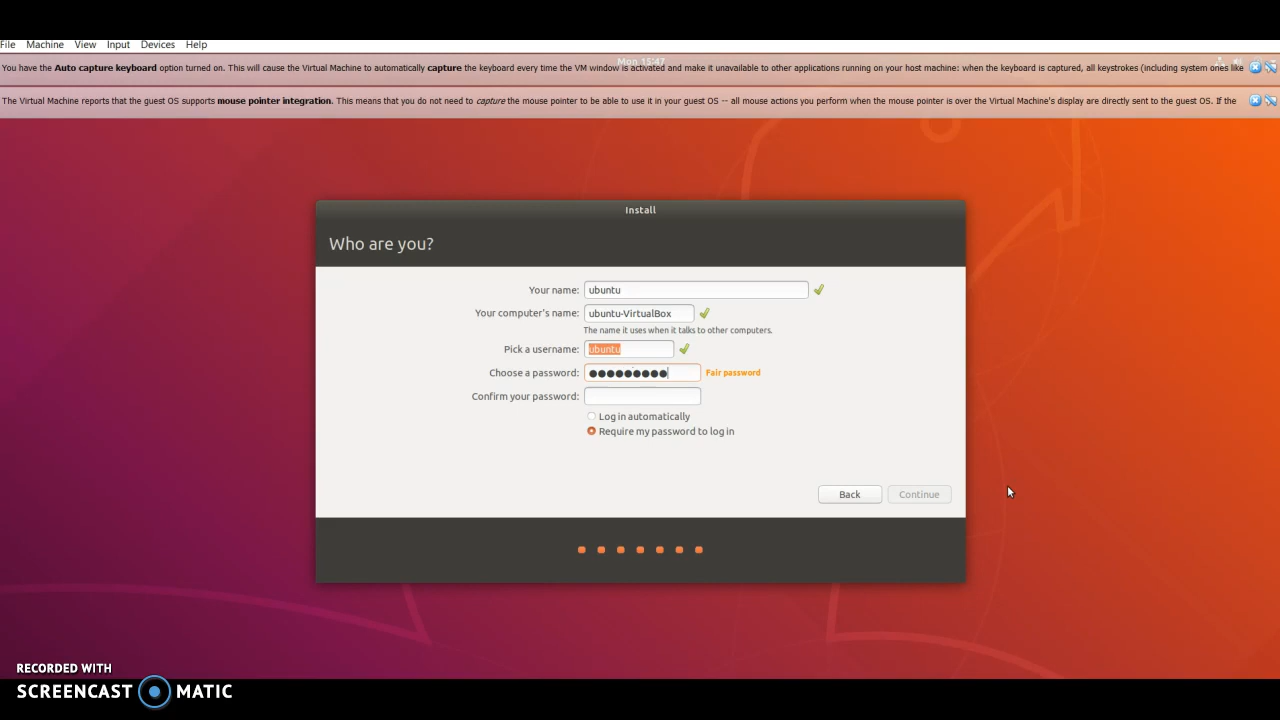 File Machine View Input Devices Help
Mon 15:47
You have the Auto capture keyboard option turned on. This will cause the Virtual Machine to automatically capture the keyboard every time the VM window is activated and make it unavailable to other applications running on your host machine: when the keyboard is captured, all keystrokes (including system ones like
The Virtual Machine reports that the guest OS supports mouse pointer integration. This means that you do not need to capture the mouse pointer to be able to use it in your guest OS -- all mouse actions you perform when the mouse pointer is over the Virtual Machine's display are directly sent to the guest OS. If the
Install
Who are you?
Your name: ubuntu
Your computer's name: ubuntu-VirtualBox
The name it uses when it talks to other computers.
Pick a username: ubuntu
Choose a password: ●●●●●●●●● Fair password
Confirm your password:
Log in automatically
Require my password to log in
Back Continue
RECORDED WITH
SCREENCAST MATIC